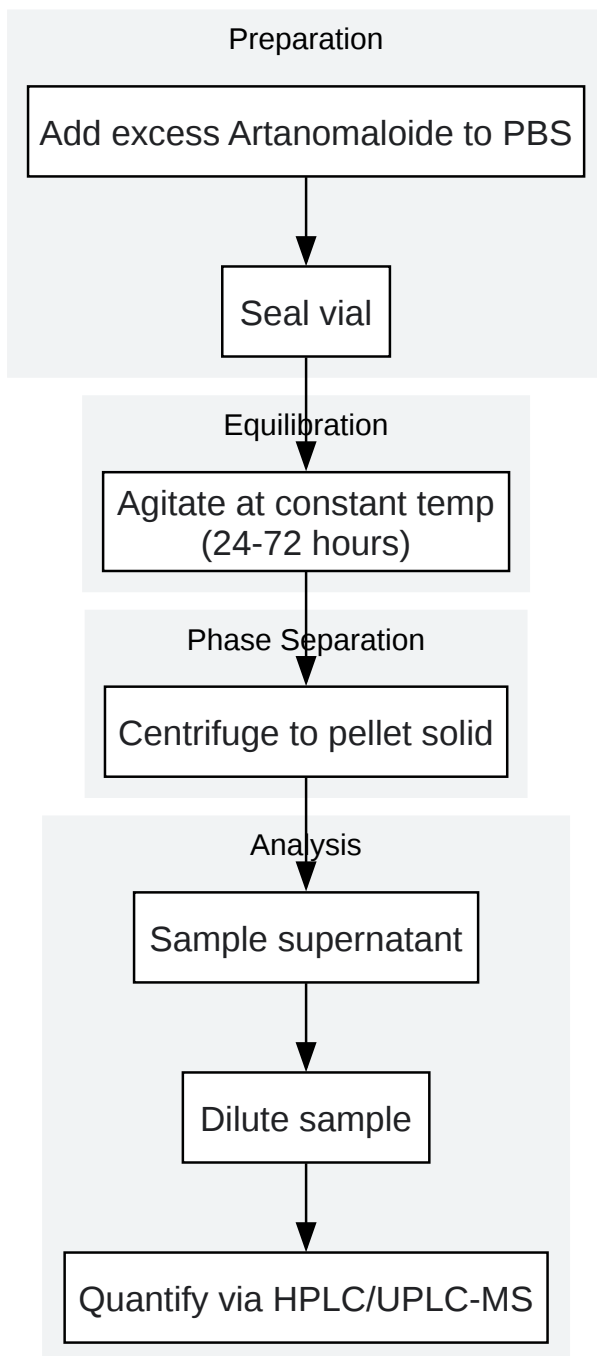 Preparation
Add excess Artanomaloide to PBS
Seal vial
Equilibration
Agitate at constant temp
(24-72 hours)
Phase Separation
Centrifuge to pellet solid
Analysis
Sample supernatant
Dilute sample
Quantify via HPLC/UPLC-MS